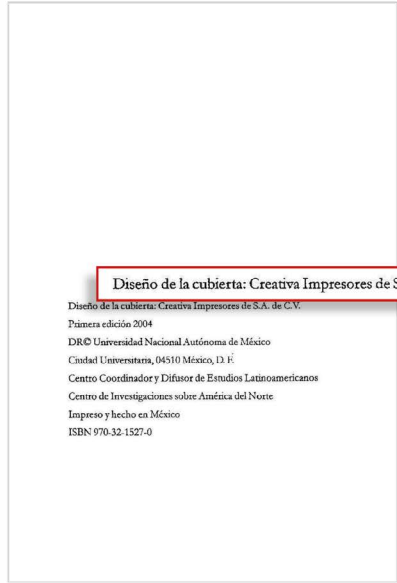 Diseño de la cubierta: Creativa Impresores de S
Diseño de la cubierta: Creativa Impresores de S.A. de C.V.
Primera edición 2004
DR© Universidad Nacional Autónoma de México
Ciudad Universitaria, 04510 México, D. F.
Centro Coordinador y Difusor de Estudios Latinoamericanos
Centro de Investigaciones sobre América del Norte
Impreso y hecho en México
ISBN 970-32-1527-0